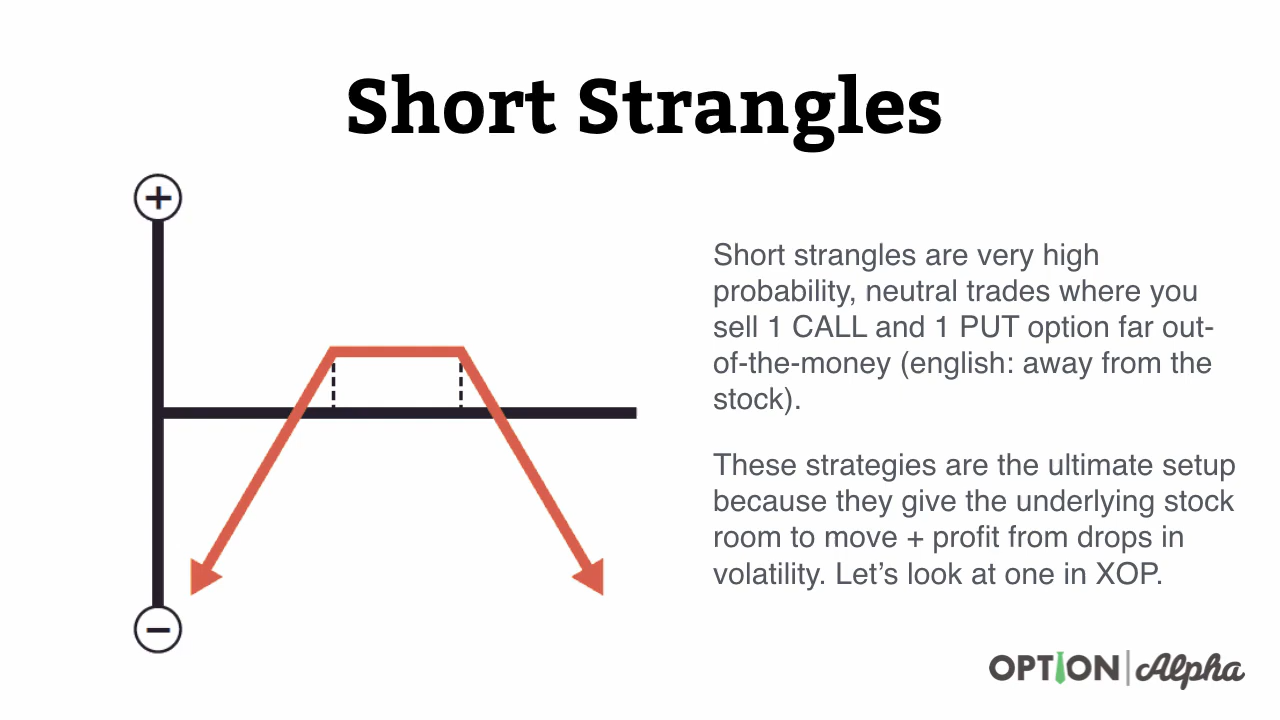 Short Strangles
+
Short strangles are very high
probability, neutral trades where you
sell 1 CALL and 1 PUT option far out-
of-the-money (english: away from the
stock).
These strategies are the ultimate setup
because they give the underlying stock
room to move + profit from drops in
volatility. Let’s look at one in XOP.
−
OPTION | Alpha